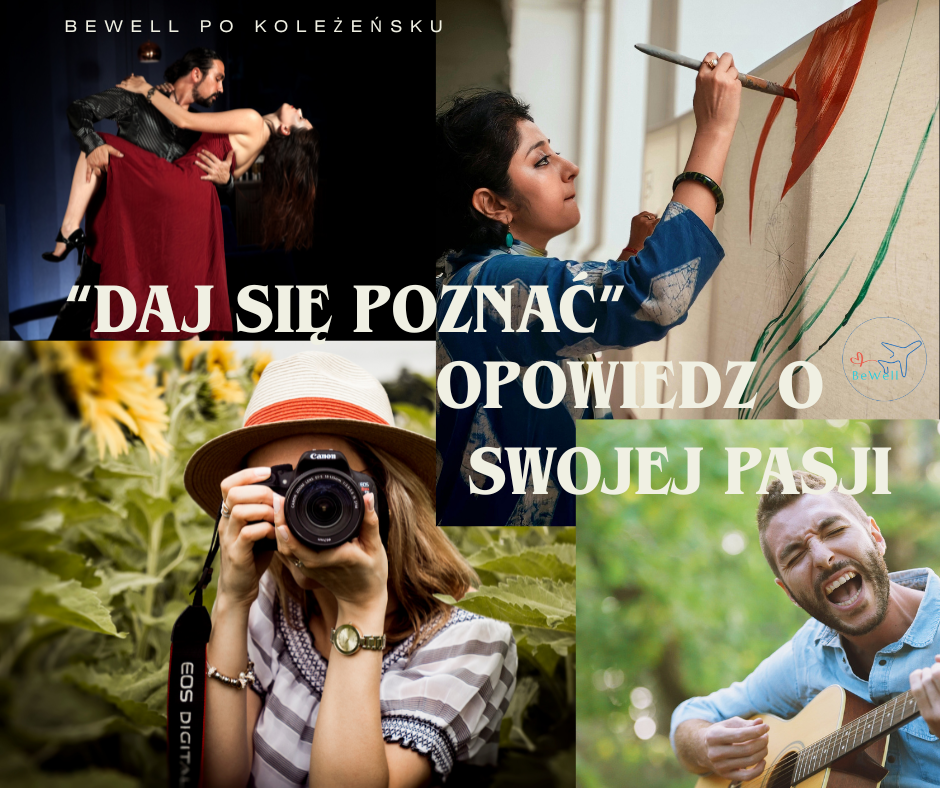 BEWELL PO KOLEŻEŃSKU
"DAJ SIĘ POZNAĆ"
OPOWIEDZ O
BeWell
SWOJEJ PASJI
Canon
EOS DIGITAL